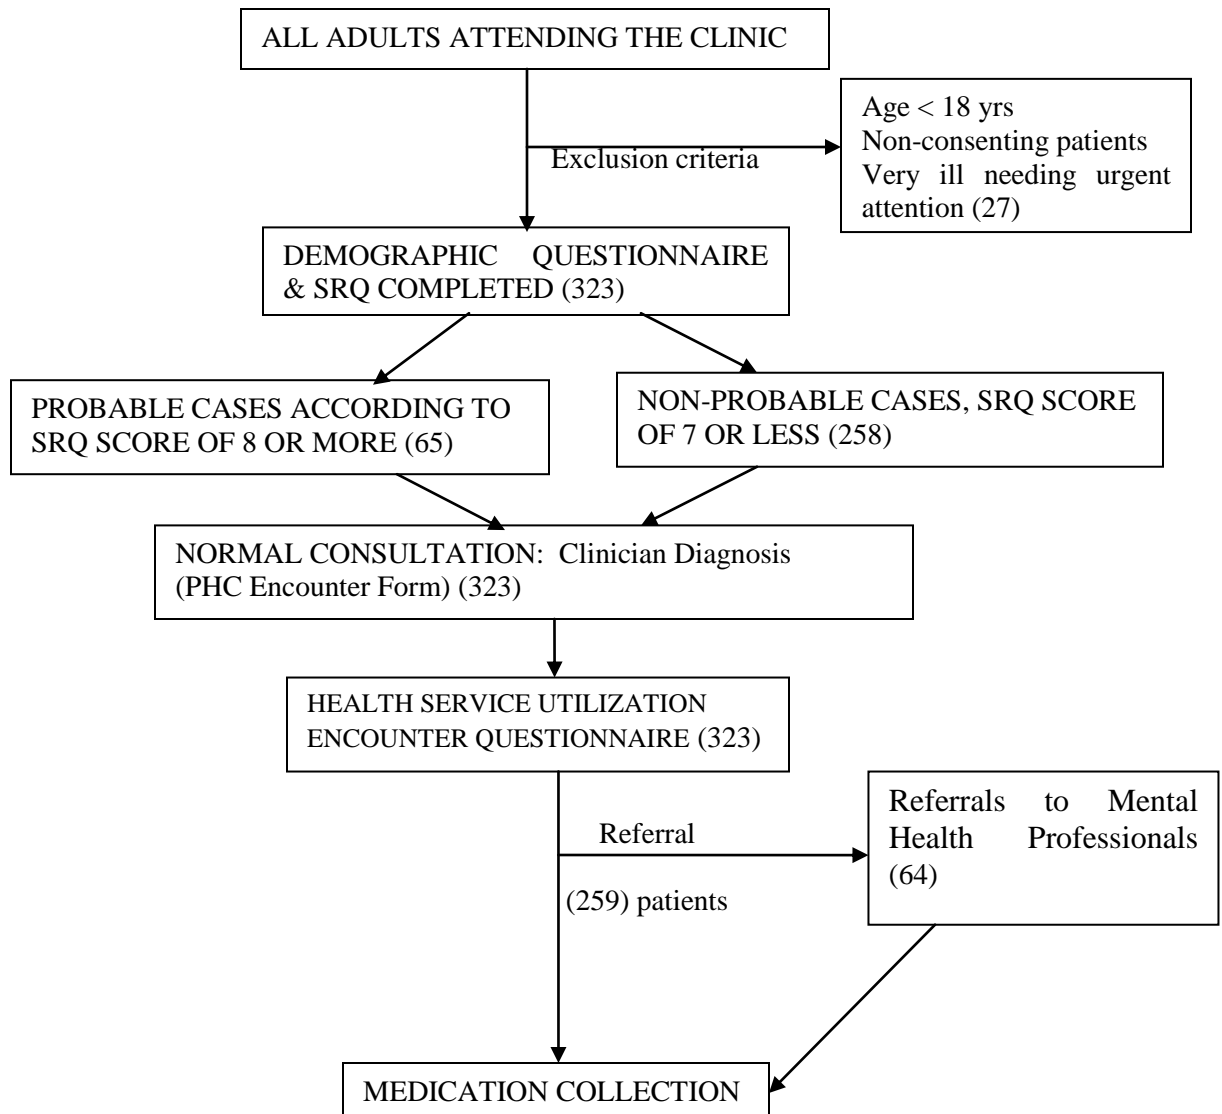 ALL ADULTS ATTENDING THE CLINIC
Age < 18 yrs
Non-consenting patients
Very ill needing urgent
attention (27)
Exclusion criteria
DEMOGRAPHIC QUESTIONNAIRE
& SRQ COMPLETED (323)
PROBABLE CASES ACCORDING TO
SRQ SCORE OF 8 OR MORE (65)
NON-PROBABLE CASES, SRQ SCORE
OF 7 OR LESS (258)
NORMAL CONSULTATION: Clinician Diagnosis
(PHC Encounter Form) (323)
HEALTH SERVICE UTILIZATION
ENCOUNTER QUESTIONNAIRE (323)
Referral
Referrals to Mental
Health Professionals
(64)
(259) patients
MEDICATION COLLECTION